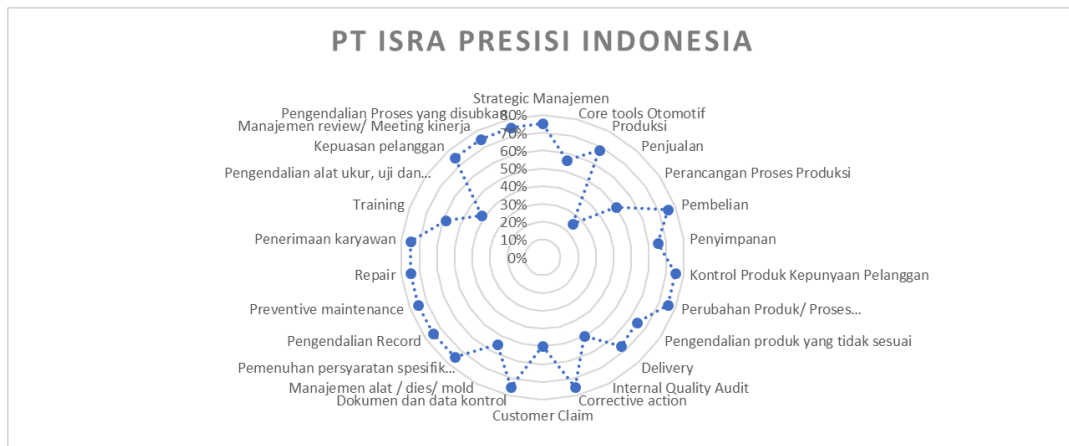 PT ISRA PRESISI INDONESIA
Strategic Manajemen
Core tools Otomotif
Produksi
Penjualan
Perancangan Proses Produksi
Pembelian
Penyimpanan
Kontrol Produk Kepunyaan Pelanggan
Perubahan Produk/ Proses...
Pengendalian produk yang tidak sesuai
Delivery
Internal Quality Audit
Corrective action
Customer Claim
Dokumen dan data kontrol
Manajemen alat / dies/ mold
Pemenuhan persyaratan spesifik...
Pengendalian Record
Preventive maintenance
Repair
Penerimaan karyawan
Training
Pengendalian alat ukur, uji dan...
Kepuasan pelanggan
Manajemen review/ Meeting kinerja
Pengendalian Proses yang disubkan
80%
70%
60%
50%
40%
30%
20%
10%
0%